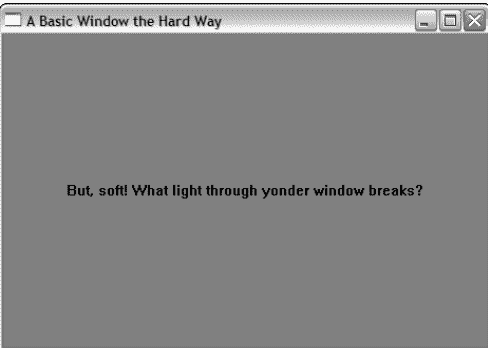 A Basic Window the Hard Way
But, soft! What light through yonder window breaks?